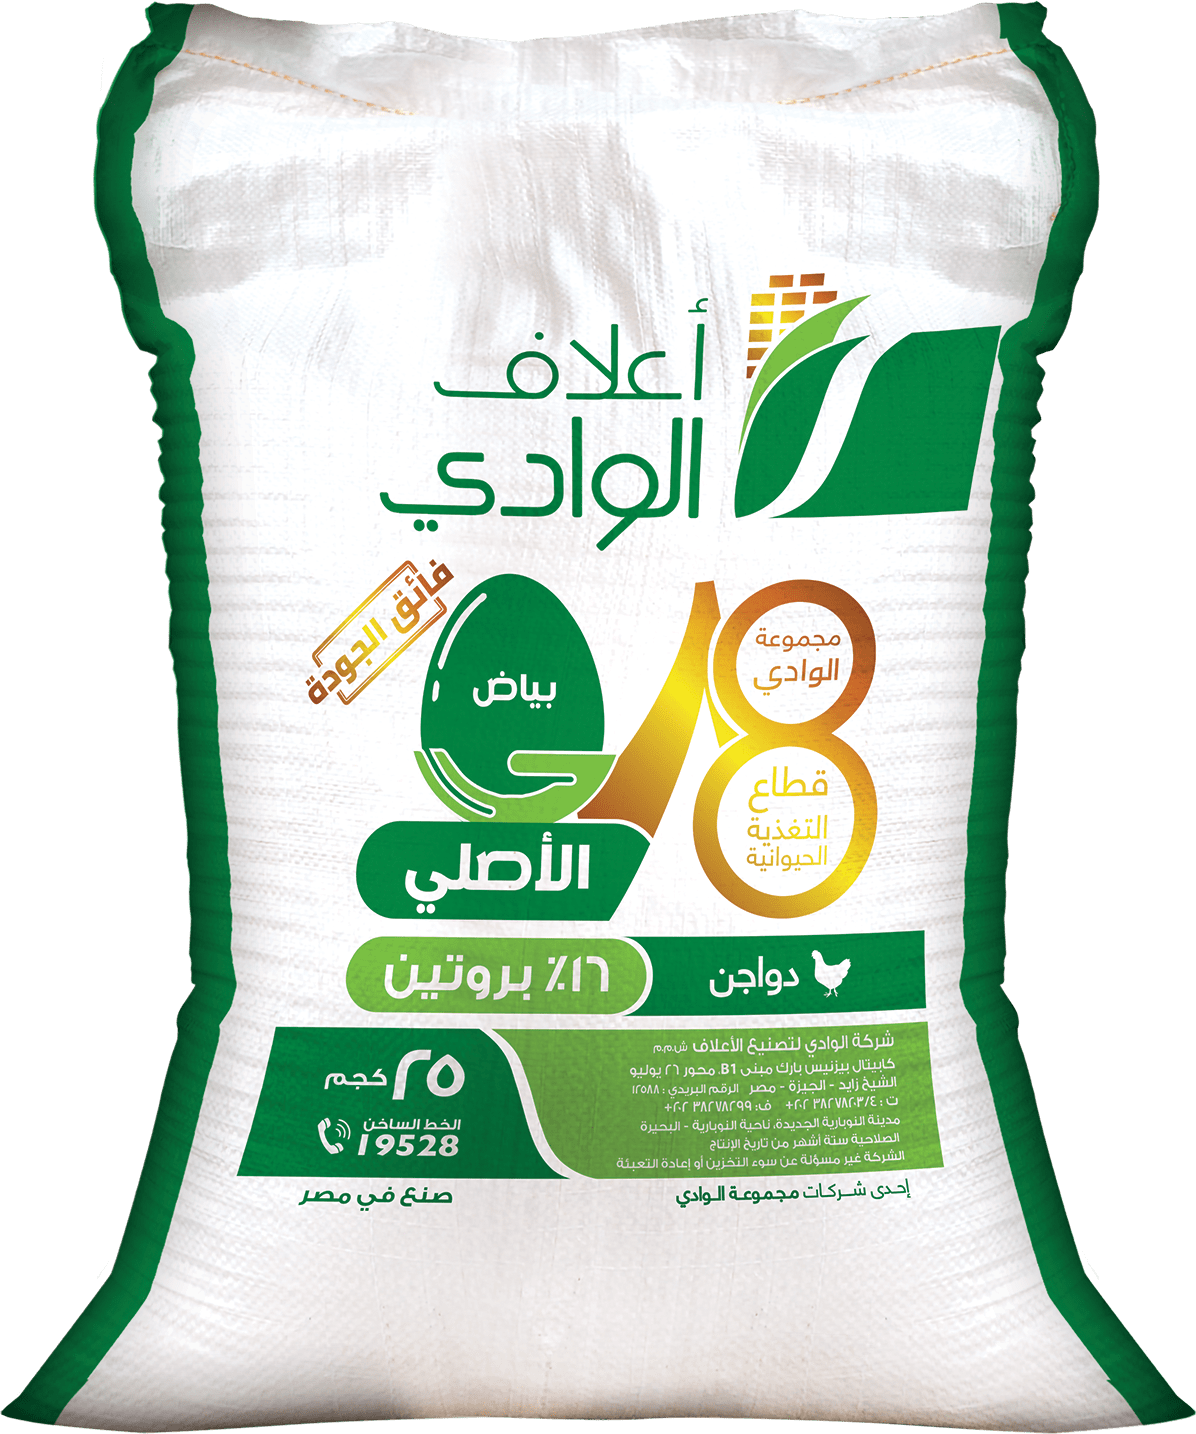 أعلاف
الوادي
فائق الجودة
بياض
مجموعة
الوادي
قطاع
التغذية
الحيوانية
الأصلي
دواجن
١٦٪ بروتين
شركة الوادي لتصنيع الأعلاف ش.م.م
كابيتال بيزنيس بارك مبنى B1، محور ٢٦ يوليو
الشيخ زايد - الجيزة - مصر الرقم البريدي : ١٢٥٨٨
ت : ٣٨٢٧٨٢٠٣/٤ ٢٠٢+ ف: ٣٨٢٧٨٢٩٩ ٢٠٢+
مدينة النوبارية الجديدة، ناحية النوبارية - البحيرة
الصلاحية ستة أشهر من تاريخ الإنتاج
الشركة غير مسؤلة عن سوء التخزين أو إعادة التعبئة
٢٥ كجم
الخط الساخن
19528
إحدى شركات مجموعة الوادي
صنع في مصر